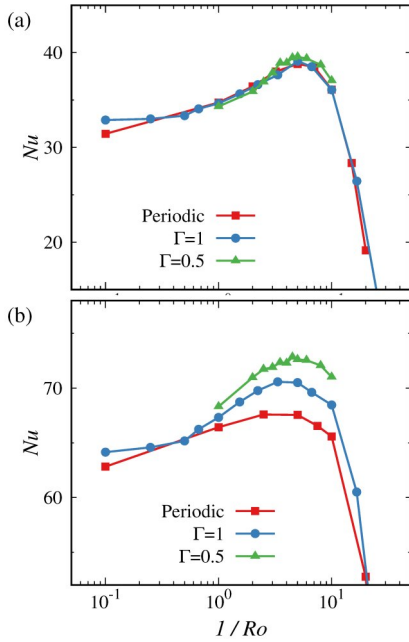 (a)
40
30
20
Nu
Periodic
Γ=1
Γ=0.5
(b)
70
60
Nu
Periodic
Γ=1
Γ=0.5
10⁻¹ 10⁰ 10¹
1 / Ro